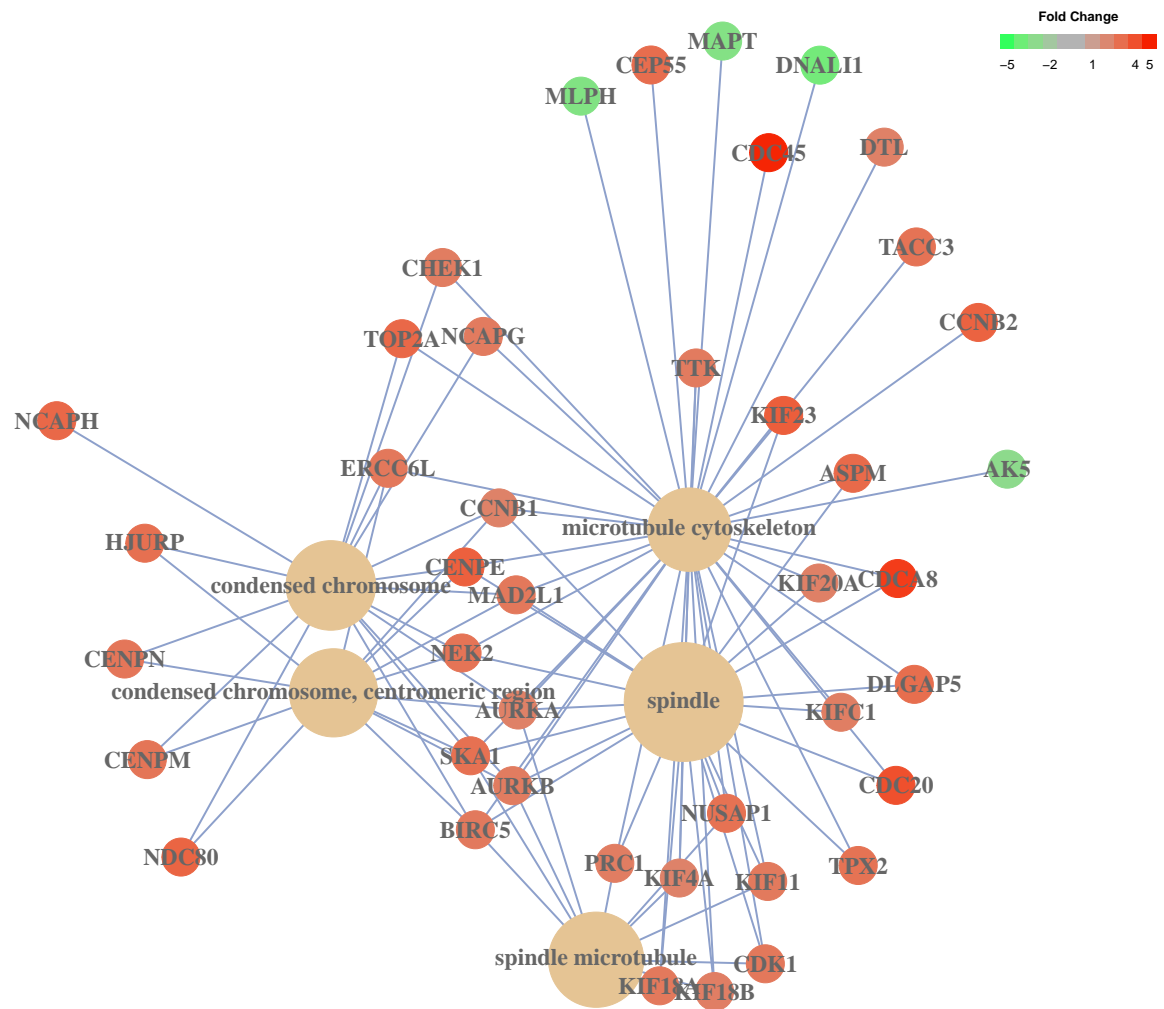 Fold Change
−5 −2 1 4 5
MAPT
CEP55
DNALI1
MLPH
CDC45
DTL
TACC3
CHEK1
CCNB2
TOP2A
NCAPG
TTK
KIF23
NCAPH
ERCC6L
ASPM
AK5
CCNB1
microtubule cytoskeleton
HJURP
CENPE
condensed chromosome
MAD2L1
KIF20A
CDCA8
CENPN
NEK2
condensed chromosome, centromeric region
DLGAP5
spindle
AURKA
KIFC1
CENPM
SKA1
AURKB
CDC20
NUSAP1
BIRC5
NDC80
PRC1
KIF4A
KIF11
TPX2
spindle microtubule
CDK1
KIF18A
KIF18B